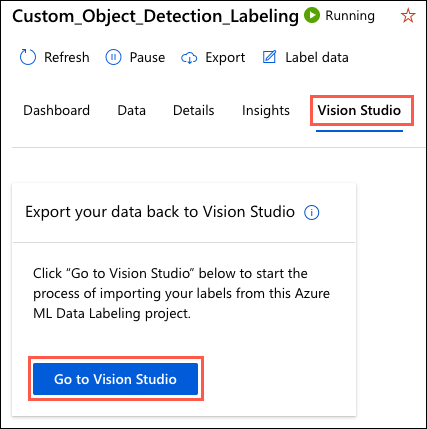 Custom_Object_Detection_Labeling Running
Refresh Pause Export Label data
Dashboard Data Details Insights Vision Studio
Export your data back to Vision Studio
Click “Go to Vision Studio” below to start the
process of importing your labels from this Azure
ML Data Labeling project.
Go to Vision Studio